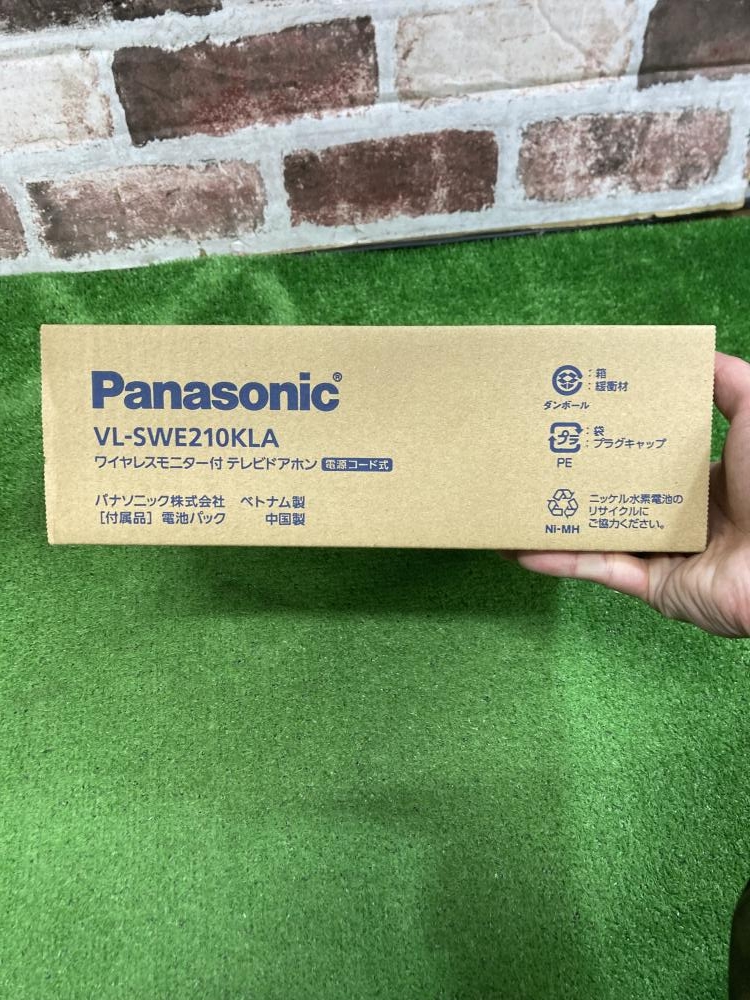 Panasonic®
VL-SWE210KLA
ワイヤレスモニター付 テレビドアホン 電源コード式
パナソニック株式会社 ベトナム製
［付属品］電池パック 中国製
：箱
：緩衝材
ダンボール
プラ
：袋
：プラグキャップ
PE
Ni-MH
ニッケル水素電池の
リサイクルに
ご協力ください。